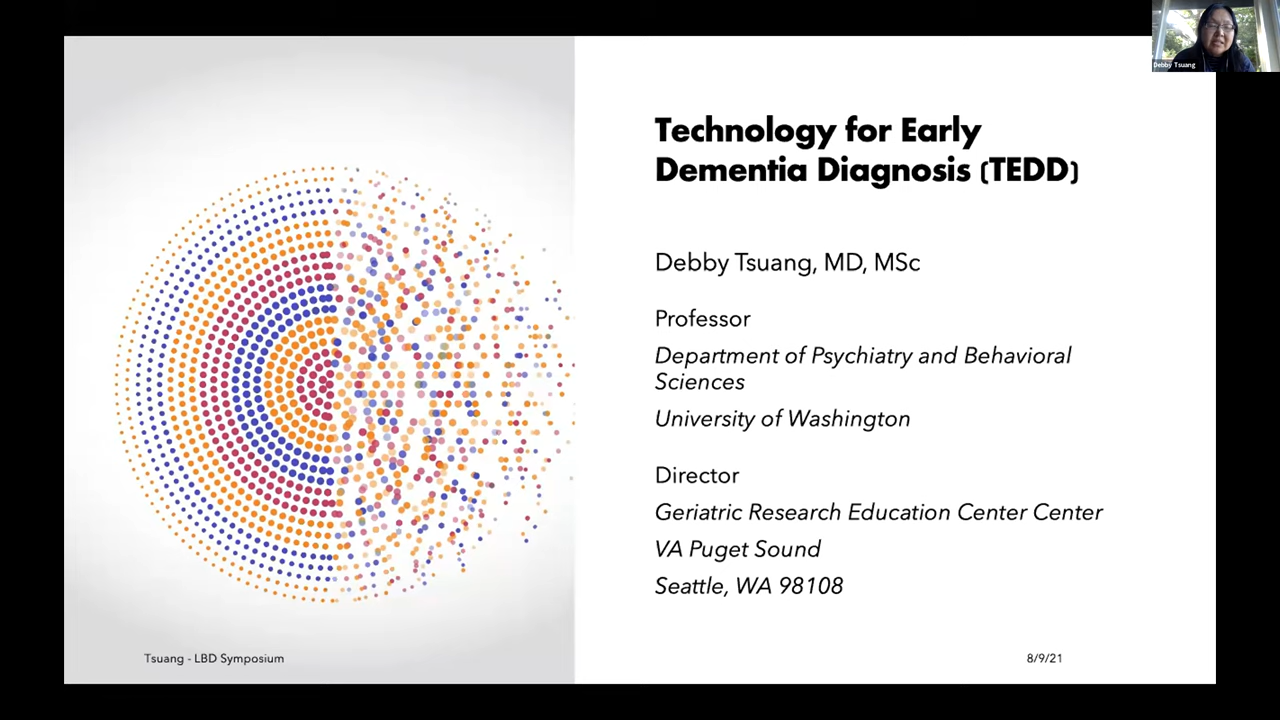 Debby Tsuang
Technology for Early
Dementia Diagnosis (TEDD)
Debby Tsuang, MD, MSc
Professor
Department of Psychiatry and Behavioral
Sciences
University of Washington
Director
Geriatric Research Education Center Center
VA Puget Sound
Seattle, WA 98108
Tsuang - LBD Symposium
8/9/21